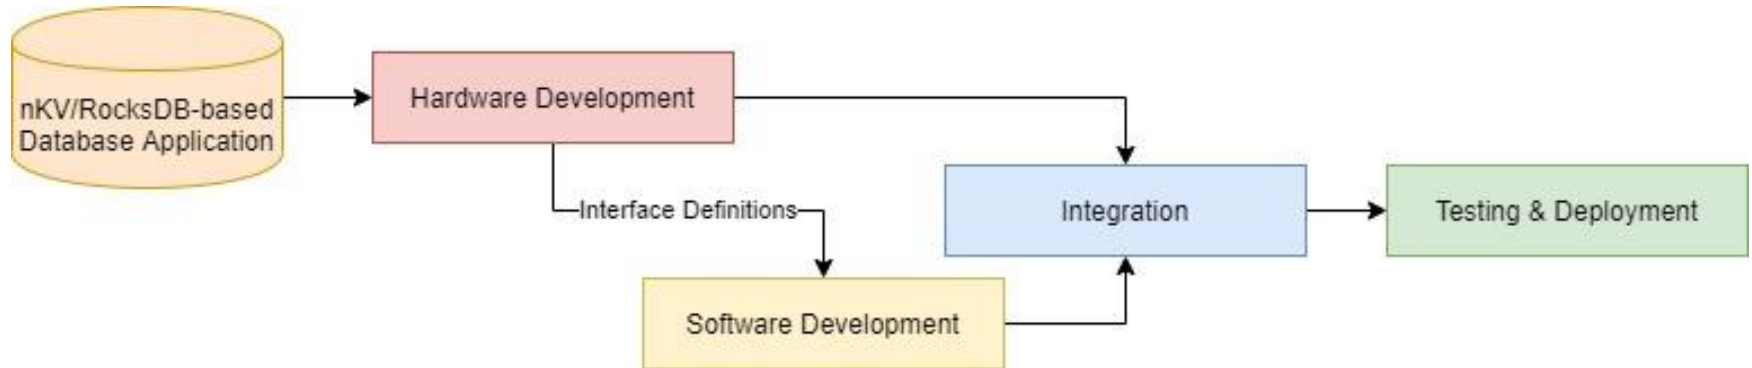 nKV/RocksDB-based
Database Application
Hardware Development
Interface Definitions
Integration
Testing & Deployment
Software Development